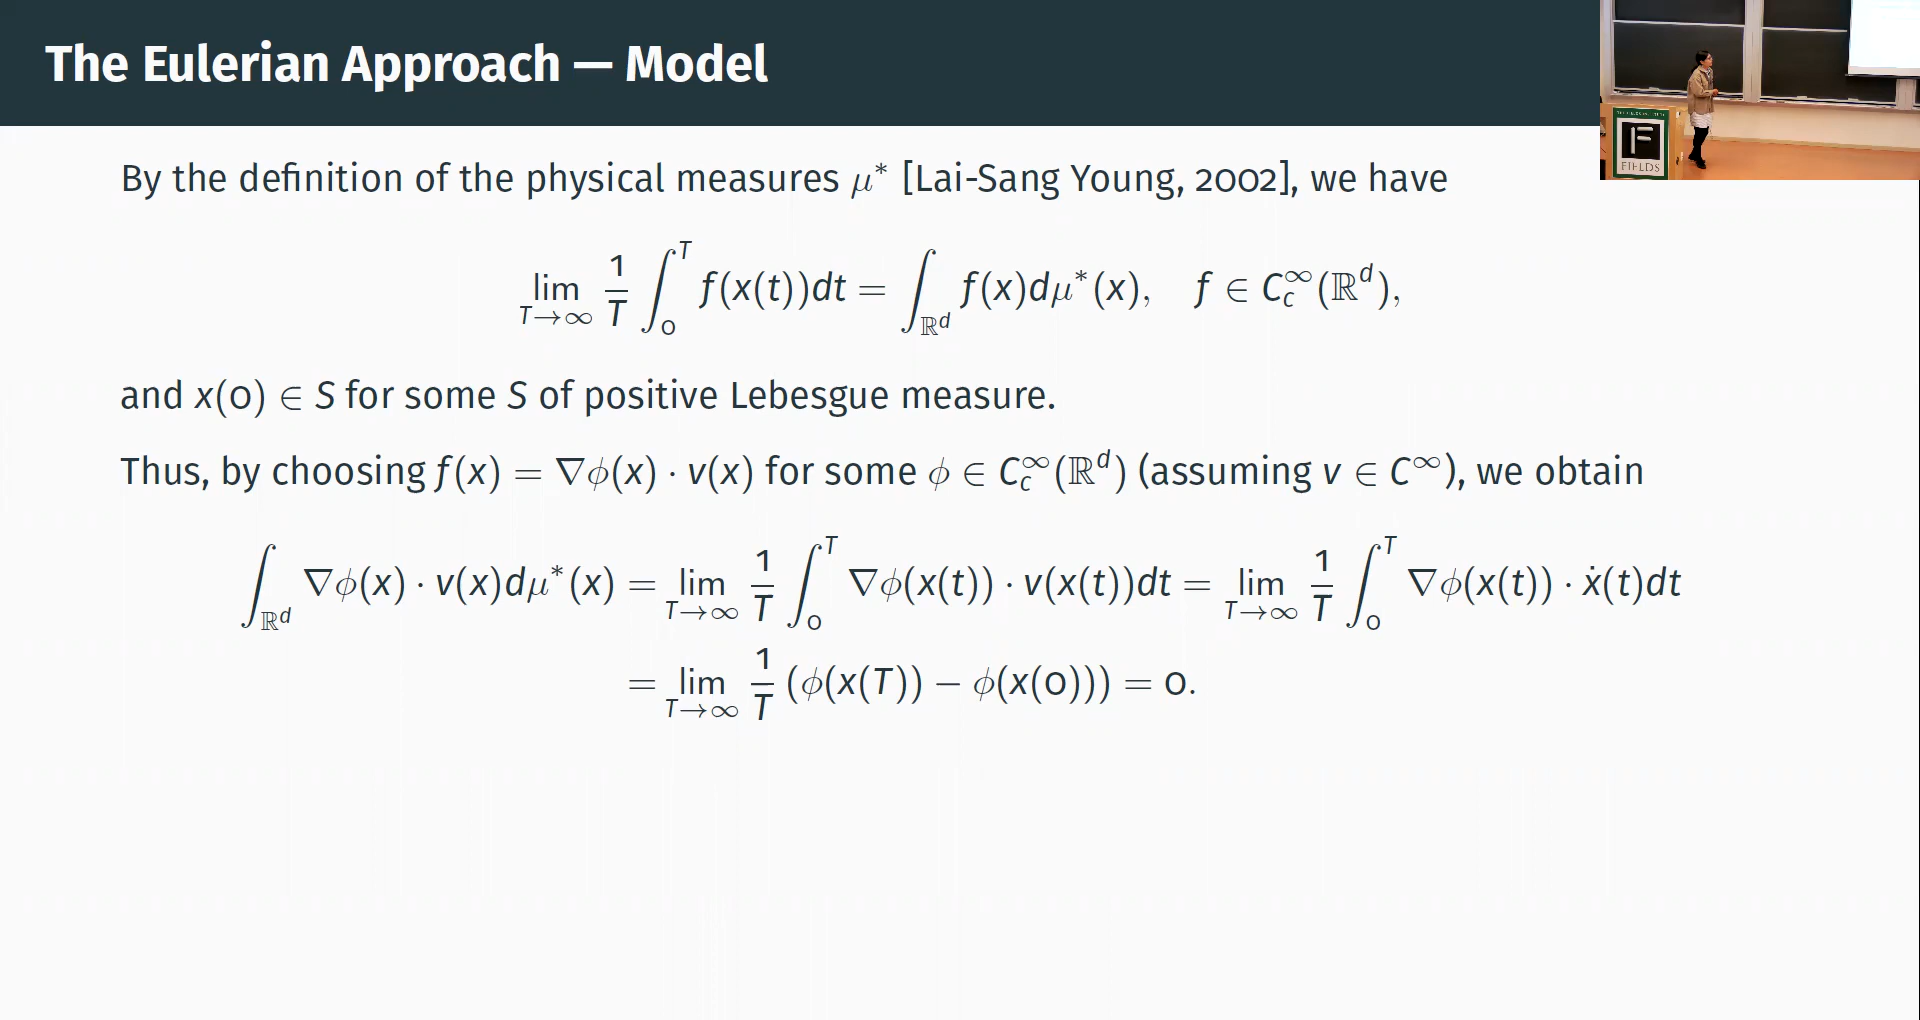 The Eulerian Approach — Model
By the definition of the physical measures μ* [Lai-Sang Young, 2002], we have
lim_{T→∞} 1/T ∫_0^T f(x(t))dt = ∫_{ℝ^d} f(x)dμ*(x), f ∈ C_c^∞(ℝ^d),
and x(0) ∈ S for some S of positive Lebesgue measure.
Thus, by choosing f(x) = ∇ϕ(x) · v(x) for some ϕ ∈ C_c^∞(ℝ^d) (assuming v ∈ C^∞), we obtain
∫_{ℝ^d} ∇ϕ(x) · v(x)dμ*(x) = lim_{T→∞} 1/T ∫_0^T ∇ϕ(x(t)) · v(x(t))dt = lim_{T→∞} 1/T ∫_0^T ∇ϕ(x(t)) · ẋ(t)dt
= lim_{T→∞} 1/T (ϕ(x(T)) − ϕ(x(0))) = 0.
F
FIELDS